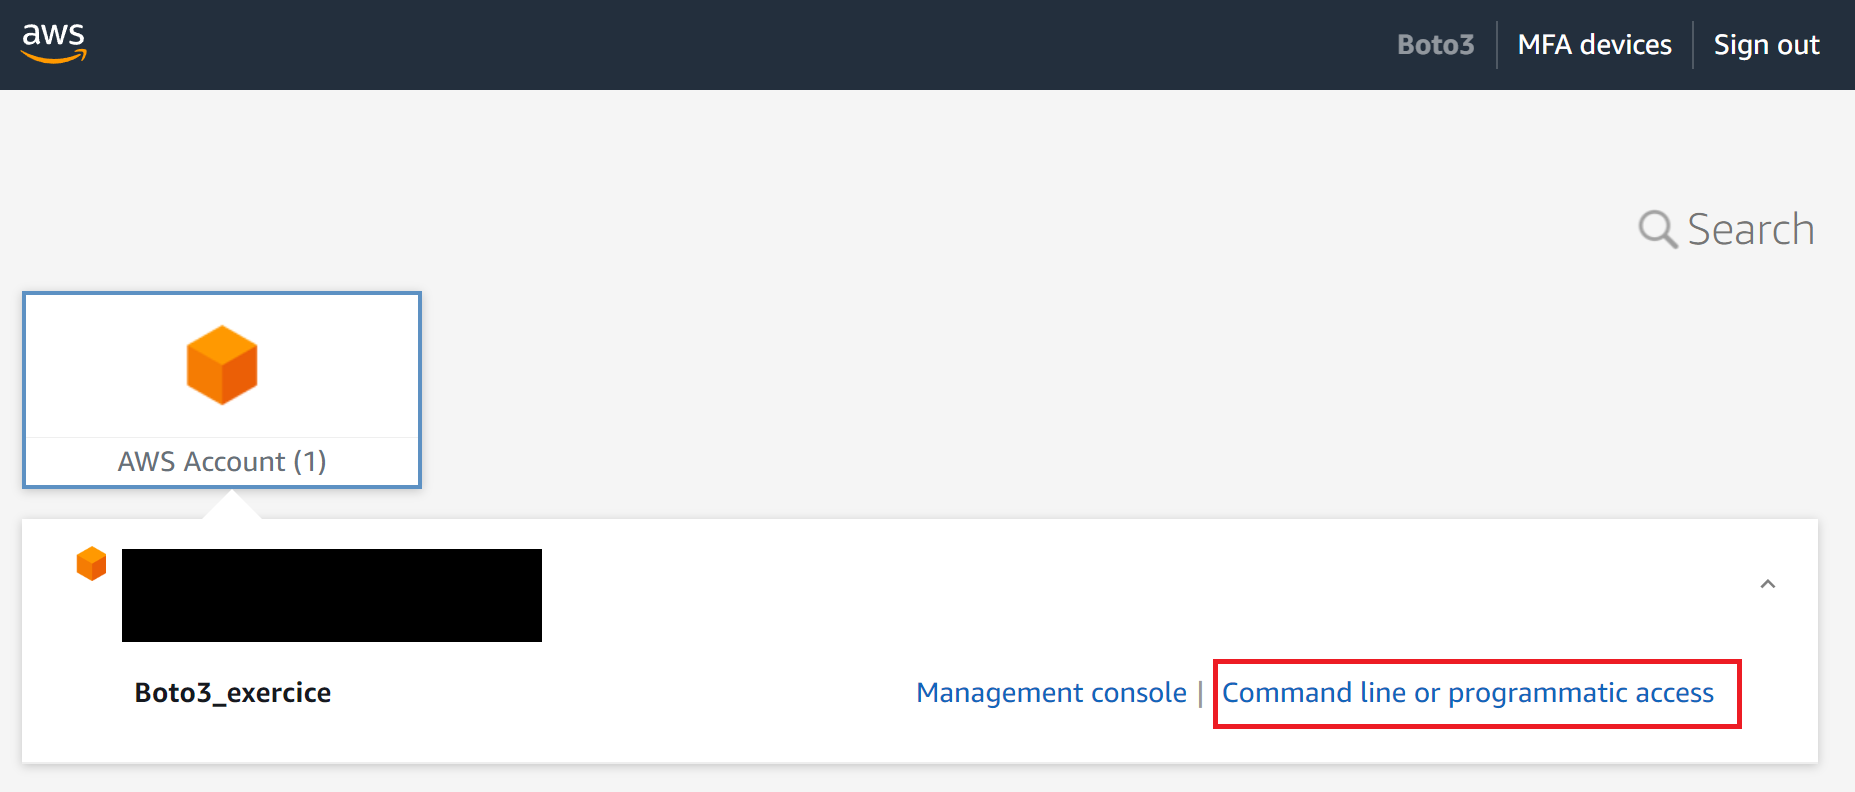 aws
Boto3 MFA devices Sign out
Search
AWS Account (1)
Boto3_exercice Management console | Command line or programmatic access